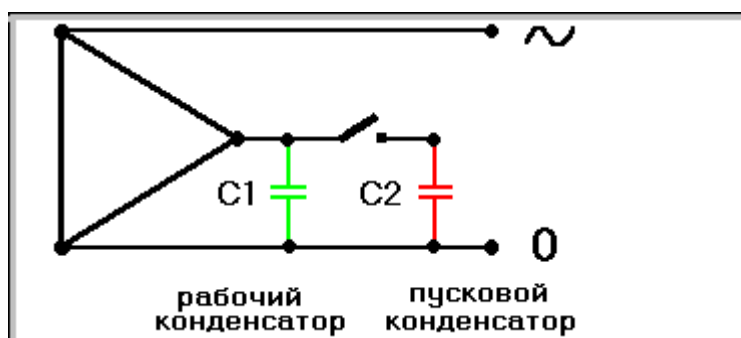 ~
C1
C2
0
рабочий
конденсатор
пусковой
конденсатор